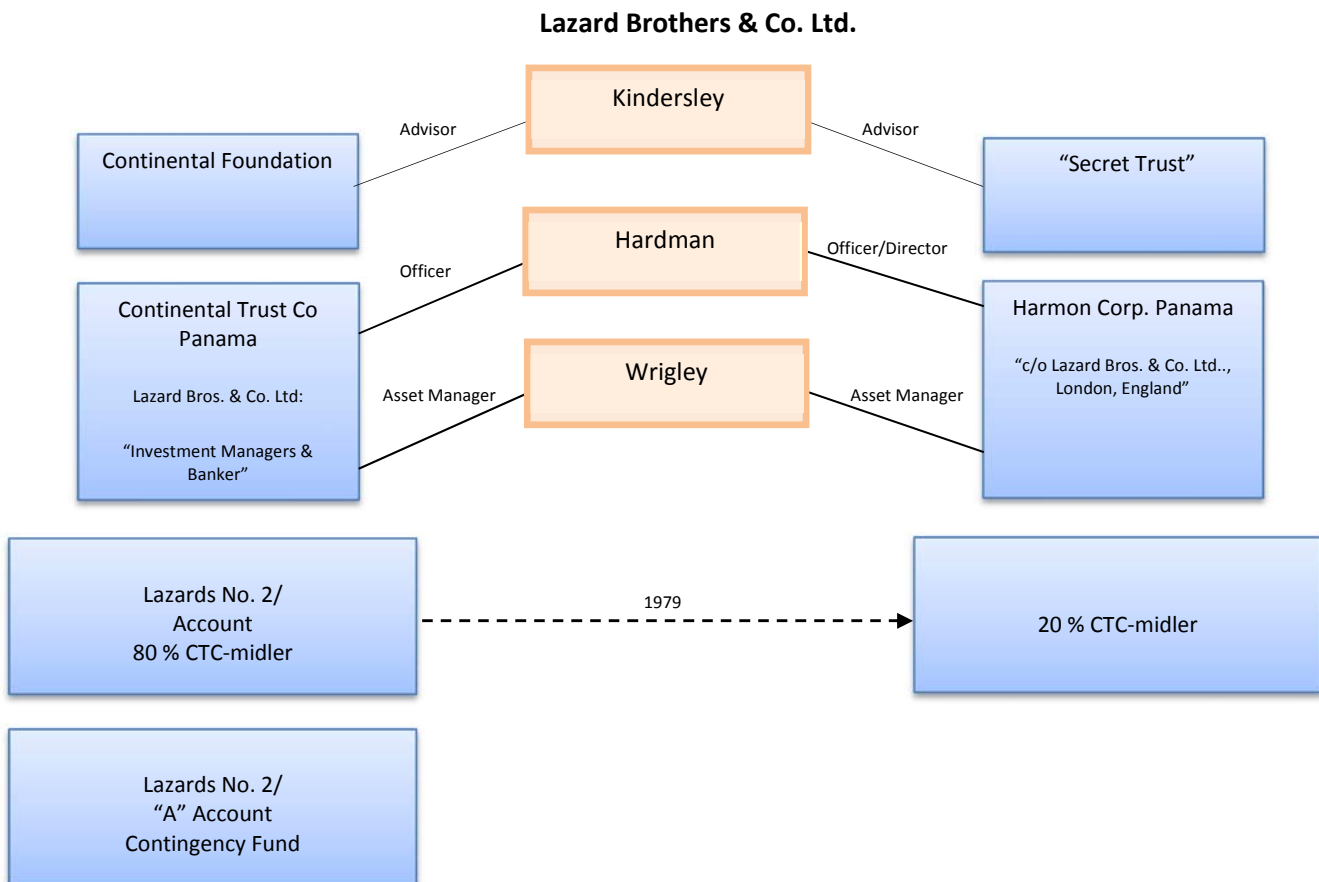 Lazard Brothers & Co. Ltd.
Kindersley
Advisor
Advisor
Continental Foundation
“Secret Trust”
Hardman
Officer
Officer/Director
Continental Trust Co
Panama
Lazard Bros. & Co. Ltd:
“Investment Managers &
Banker”
Harmon Corp. Panama
“c/o Lazard Bros. & Co. Ltd..,
London, England”
Wrigley
Asset Manager
Asset Manager
Lazards No. 2/
Account
80 % CTC-midler
1979
20 % CTC-midler
Lazards No. 2/
“A” Account
Contingency Fund